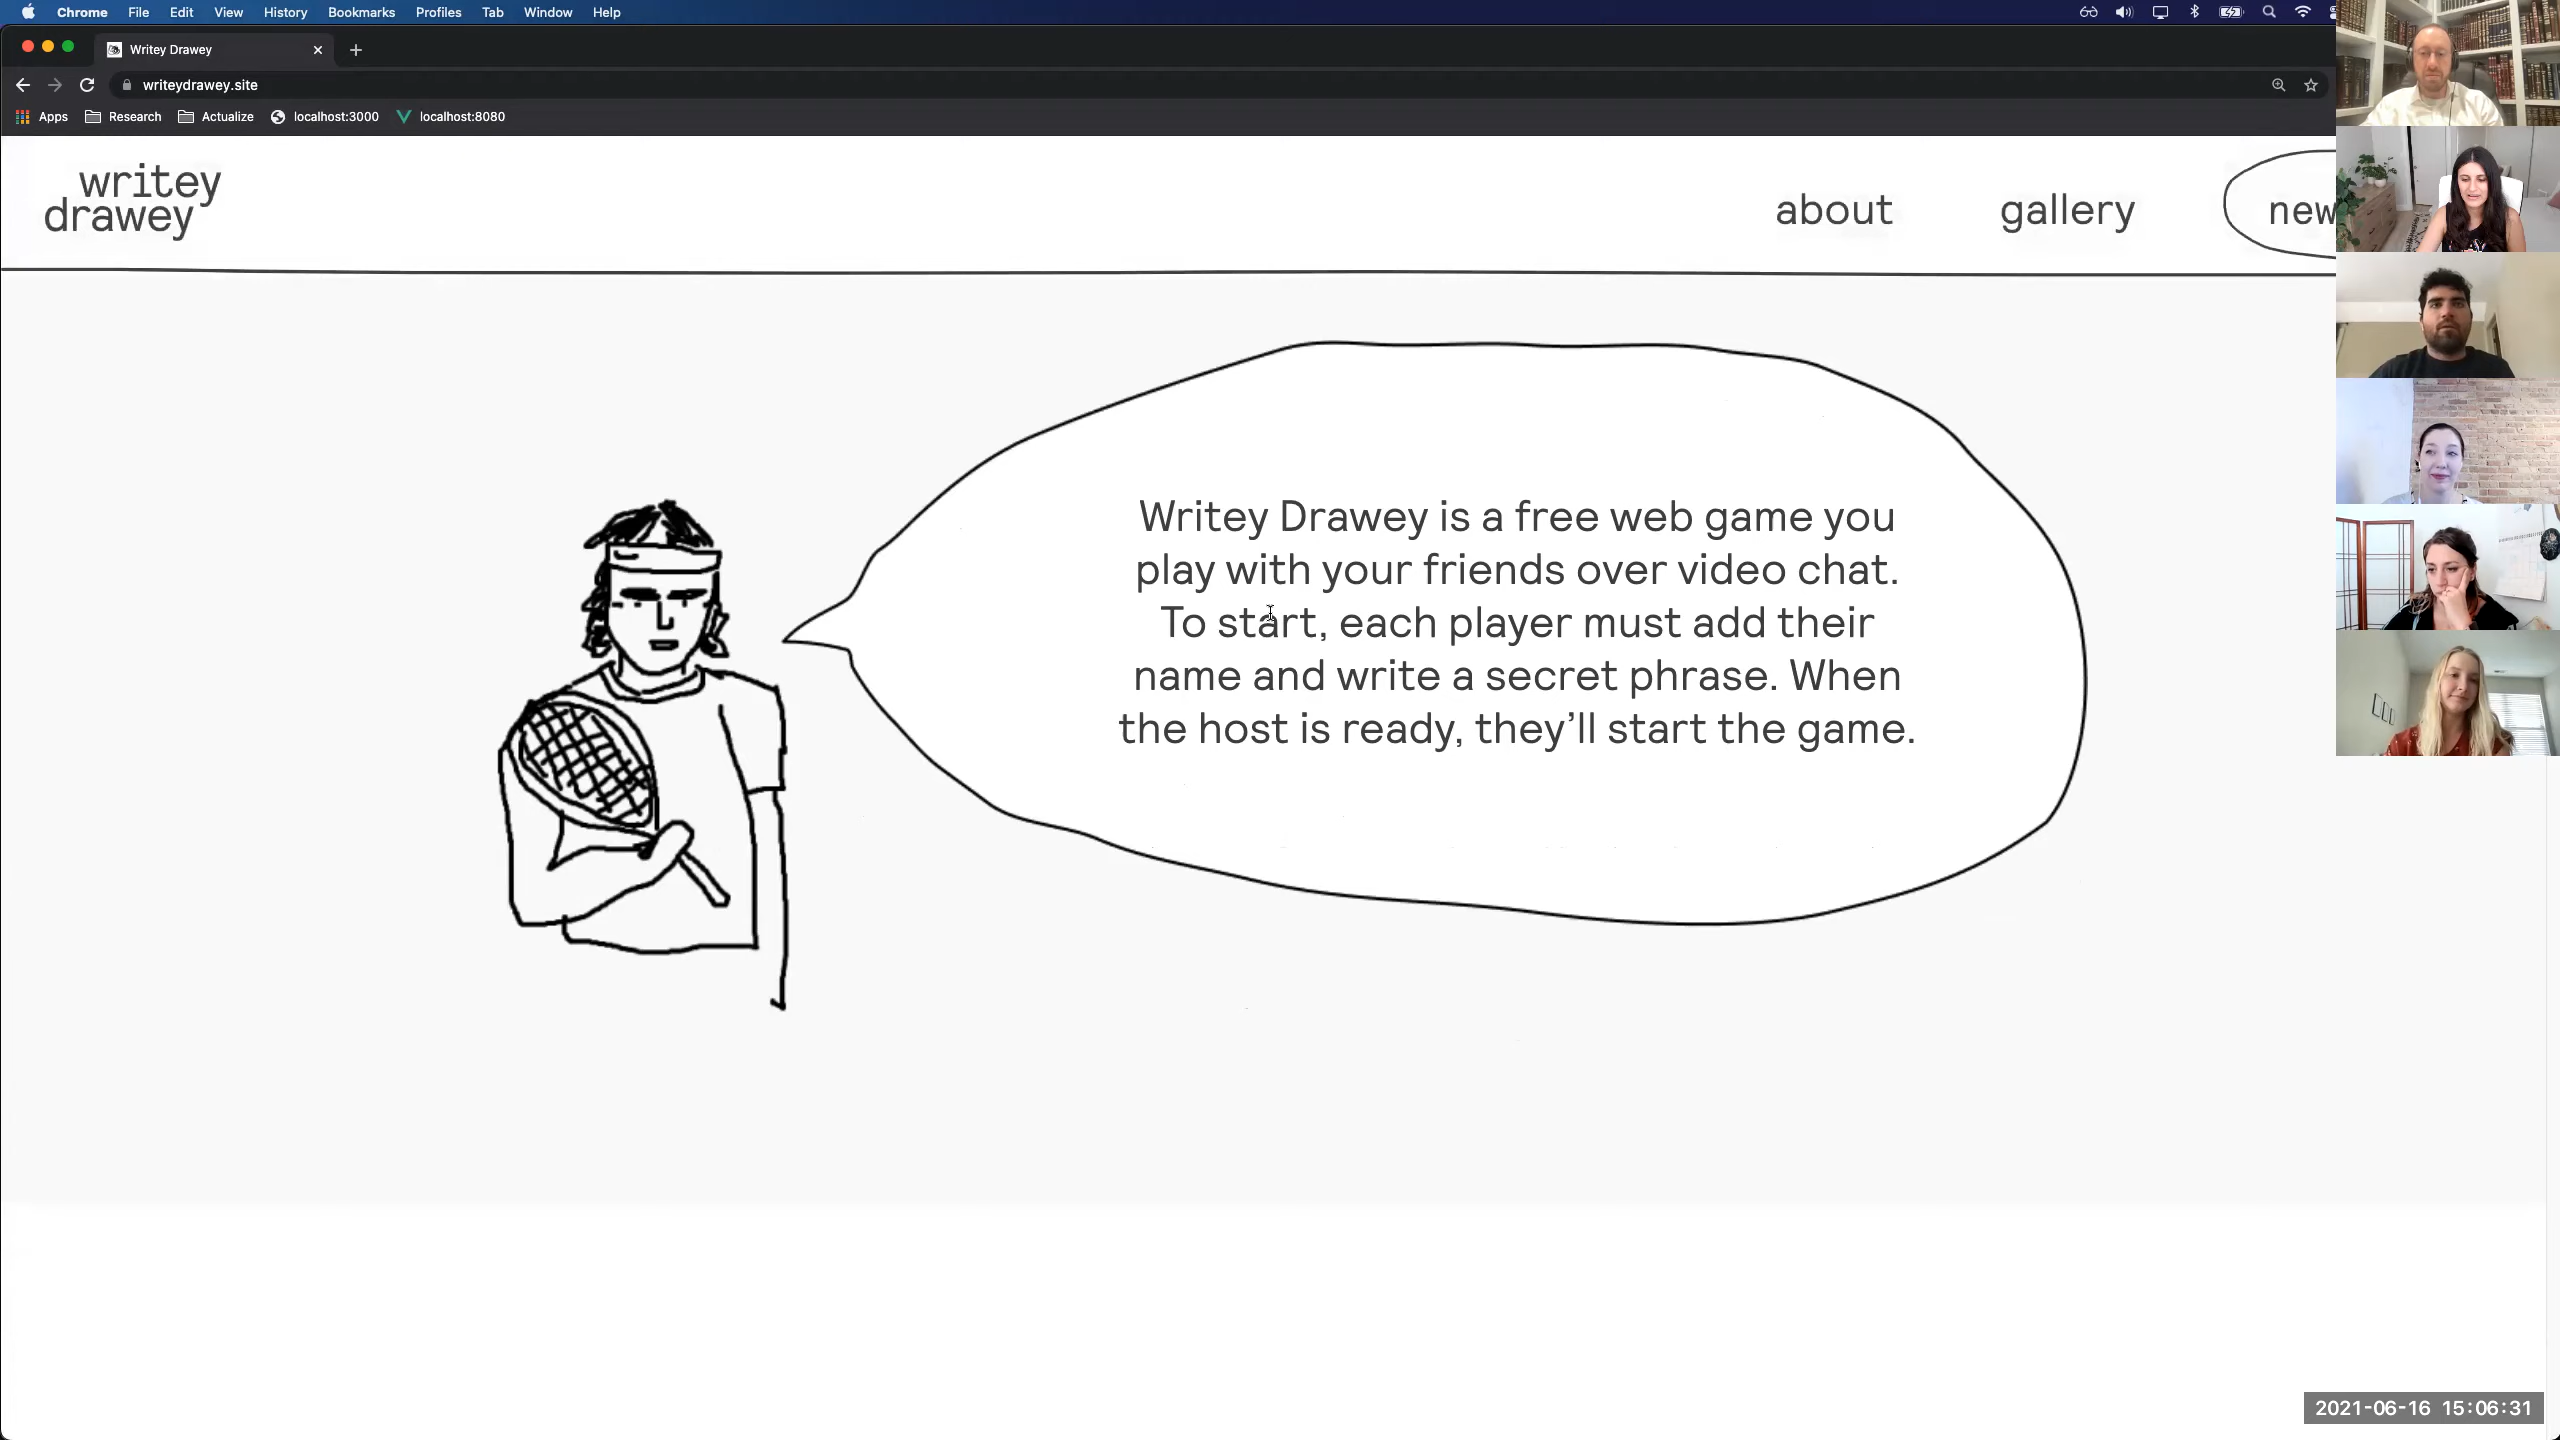 Chrome File Edit View History Bookmarks Profiles Tab Window Help
Writey Drawey
writeydrawey.site
Apps Research Actualize localhost:3000 localhost:8080
writey
drawey
about gallery new
Writey Drawey is a free web game you
play with your friends over video chat.
To start, each player must add their
name and write a secret phrase. When
the host is ready, they’ll start the game.
2021-06-16 15:06:31